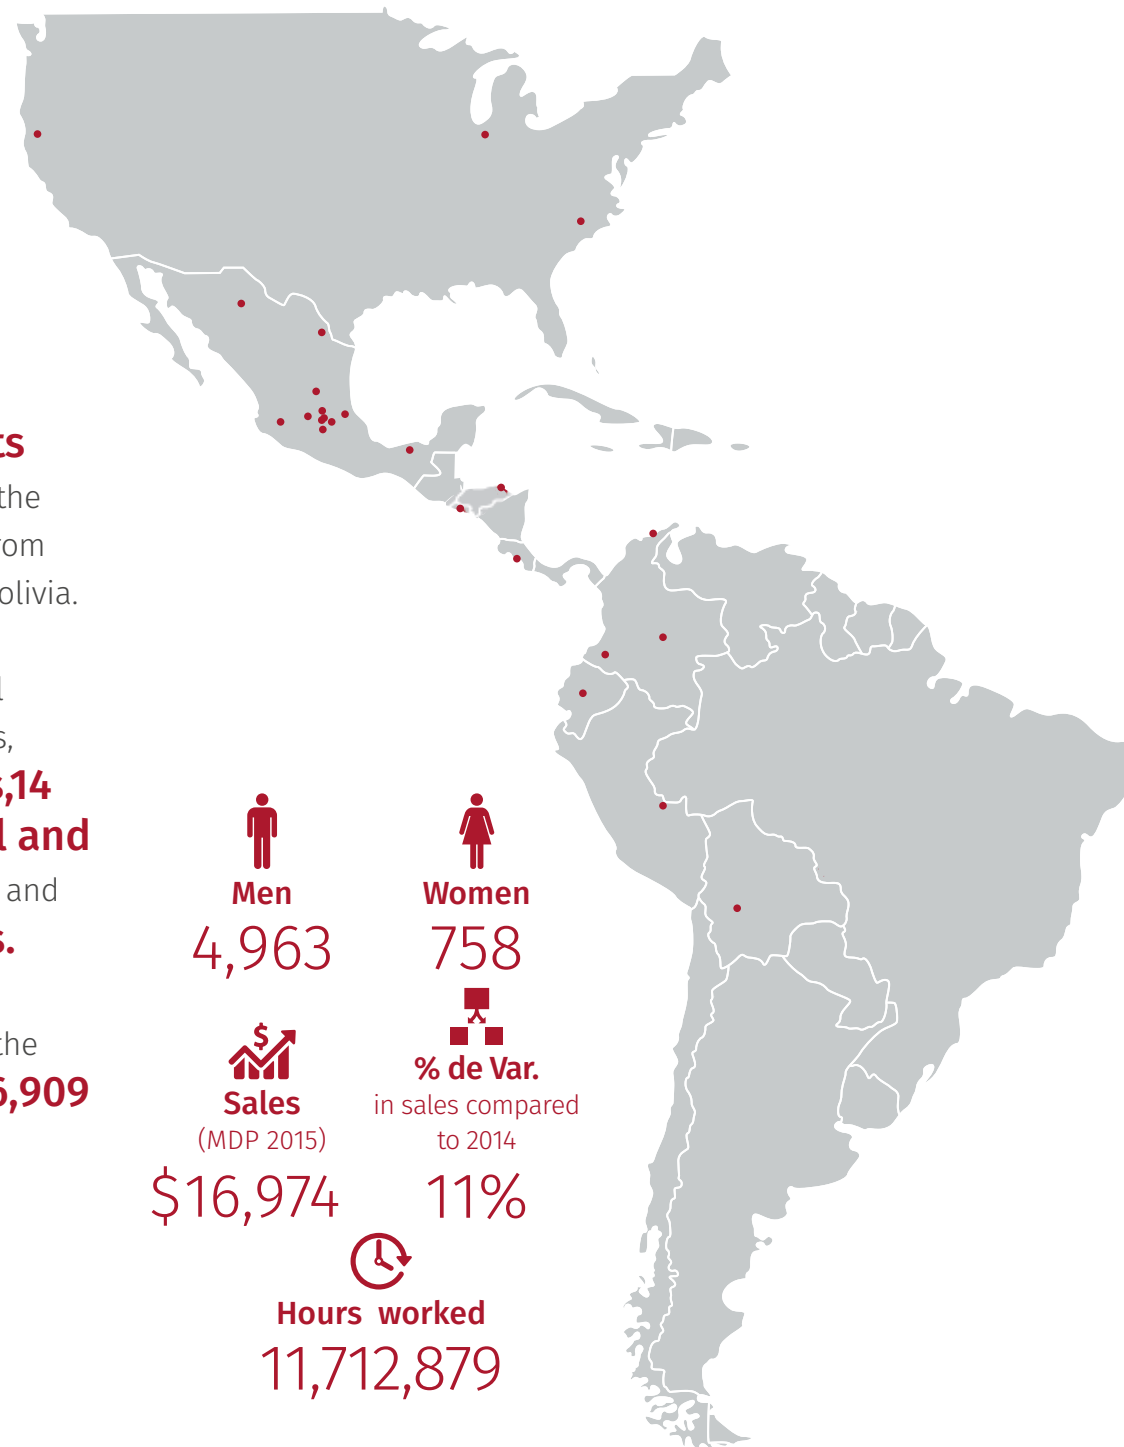 ts
the
rom
olivia.
l
s,
s,14
l and
and
s.
the
6,909
Men
4,963
Women
758
$
Sales
(MDP 2015)
$16,974
% de Var.
in sales compared
to 2014
11%
Hours worked
11,712,879